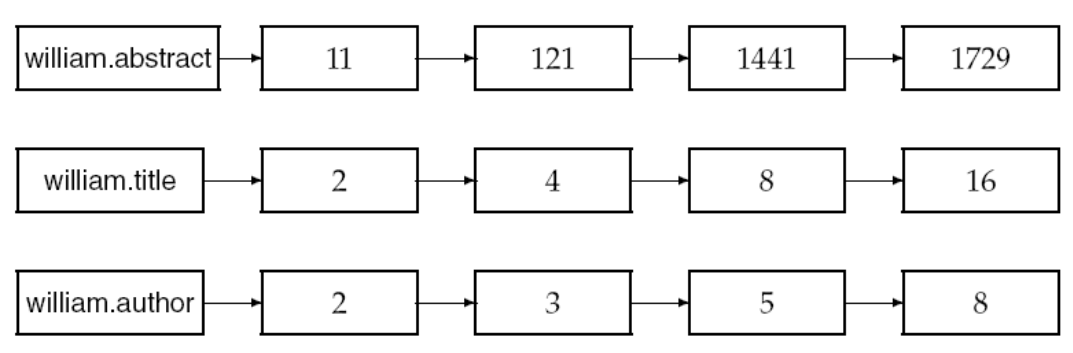 william.abstract 11 121 1441 1729
william.title 2 4 8 16
william.author 2 3 5 8